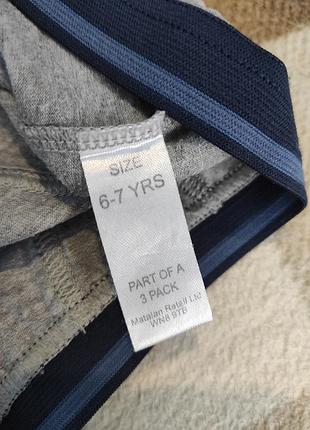 SIZE
6-7 YRS
PART OF A
3 PACK
Matalan Retail Ltd
WN8 9TB